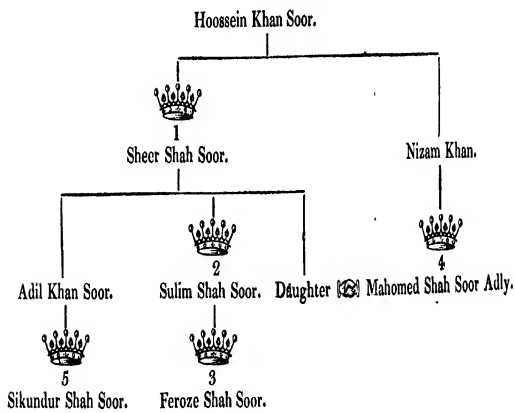 Hoossein Khan Soor.
1
Sheer Shah Soor.
Nizam Khan.
2
4
Adil Khan Soor.
Sulim Shah Soor.
Daughter
Mahomed Shah Soor Adly.
5
3
Sikundur Shah Soor.
Feroze Shah Soor.